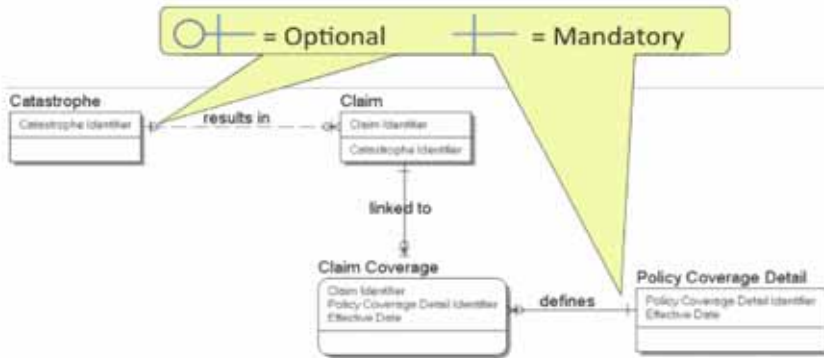 = Optional
= Mandatory
Catastrophe
Catastrophe Identifier
results in
Claim
Claim Identifier
Catastrophe Identifier
linked to
Claim Coverage
Claim Identifier
Policy Coverage Detail Identifier
Effective Date
defines
Policy Coverage Detail
Policy Coverage Detail Identifier
Effective Date